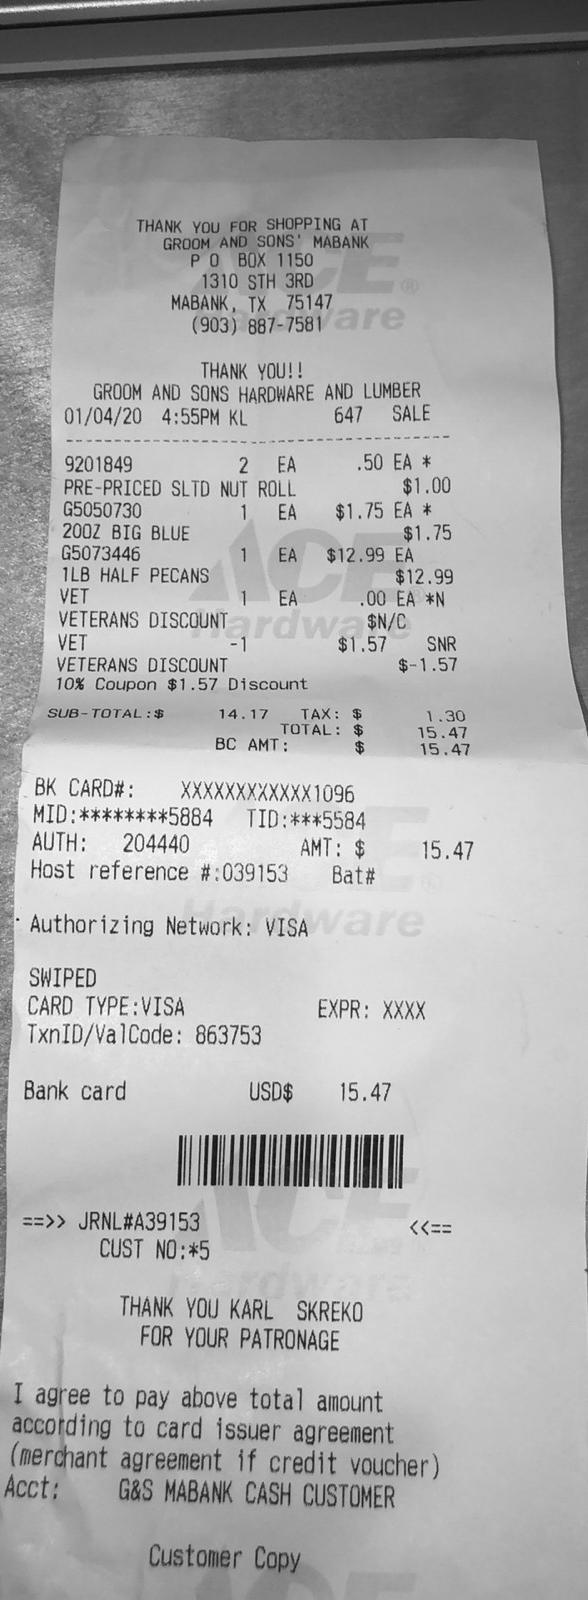 THANK YOU FOR SHOPPING AT
GROOM AND SONS' MABANK
P O BOX 1150
1310 STH 3RD
MABANK, TX 75147
(903) 887-7581
THANK YOU!!
GROOM AND SONS HARDWARE AND LUMBER
01/04/20 4:55PM KL 647 SALE
9201849 2 EA .50 EA *
PRE-PRICED SLTD NUT ROLL $1.00
G5050730 1 EA $1.75 EA *
20OZ BIG BLUE $1.75
G5073446 1 EA $12.99 EA
1LB HALF PECANS $12.99
VET 1 EA .00 EA *N
VETERANS DISCOUNT $N/C
VET -1 $1.57 SNR
VETERANS DISCOUNT $-1.57
10% Coupon $1.57 Discount
SUB-TOTAL:$ 14.17 TAX: $ 1.30
TOTAL: $ 15.47
BC AMT: $ 15.47
BK CARD#: XXXXXXXXXXXX1096
MID:********5884 TID:***5584
AUTH: 204440 AMT: $ 15.47
Host reference #:039153 Bat#
Authorizing Network: VISA
SWIPED
CARD TYPE:VISA EXPR: XXXX
TxnID/ValCode: 863753
Bank card USD$ 15.47
==>> JRNL#A39153 <<==
CUST NO:*5
THANK YOU KARL SKREKO
FOR YOUR PATRONAGE
I agree to pay above total amount
according to card issuer agreement
(merchant agreement if credit voucher)
Acct: G&S MABANK CASH CUSTOMER
Customer Copy
ACE
Hardware